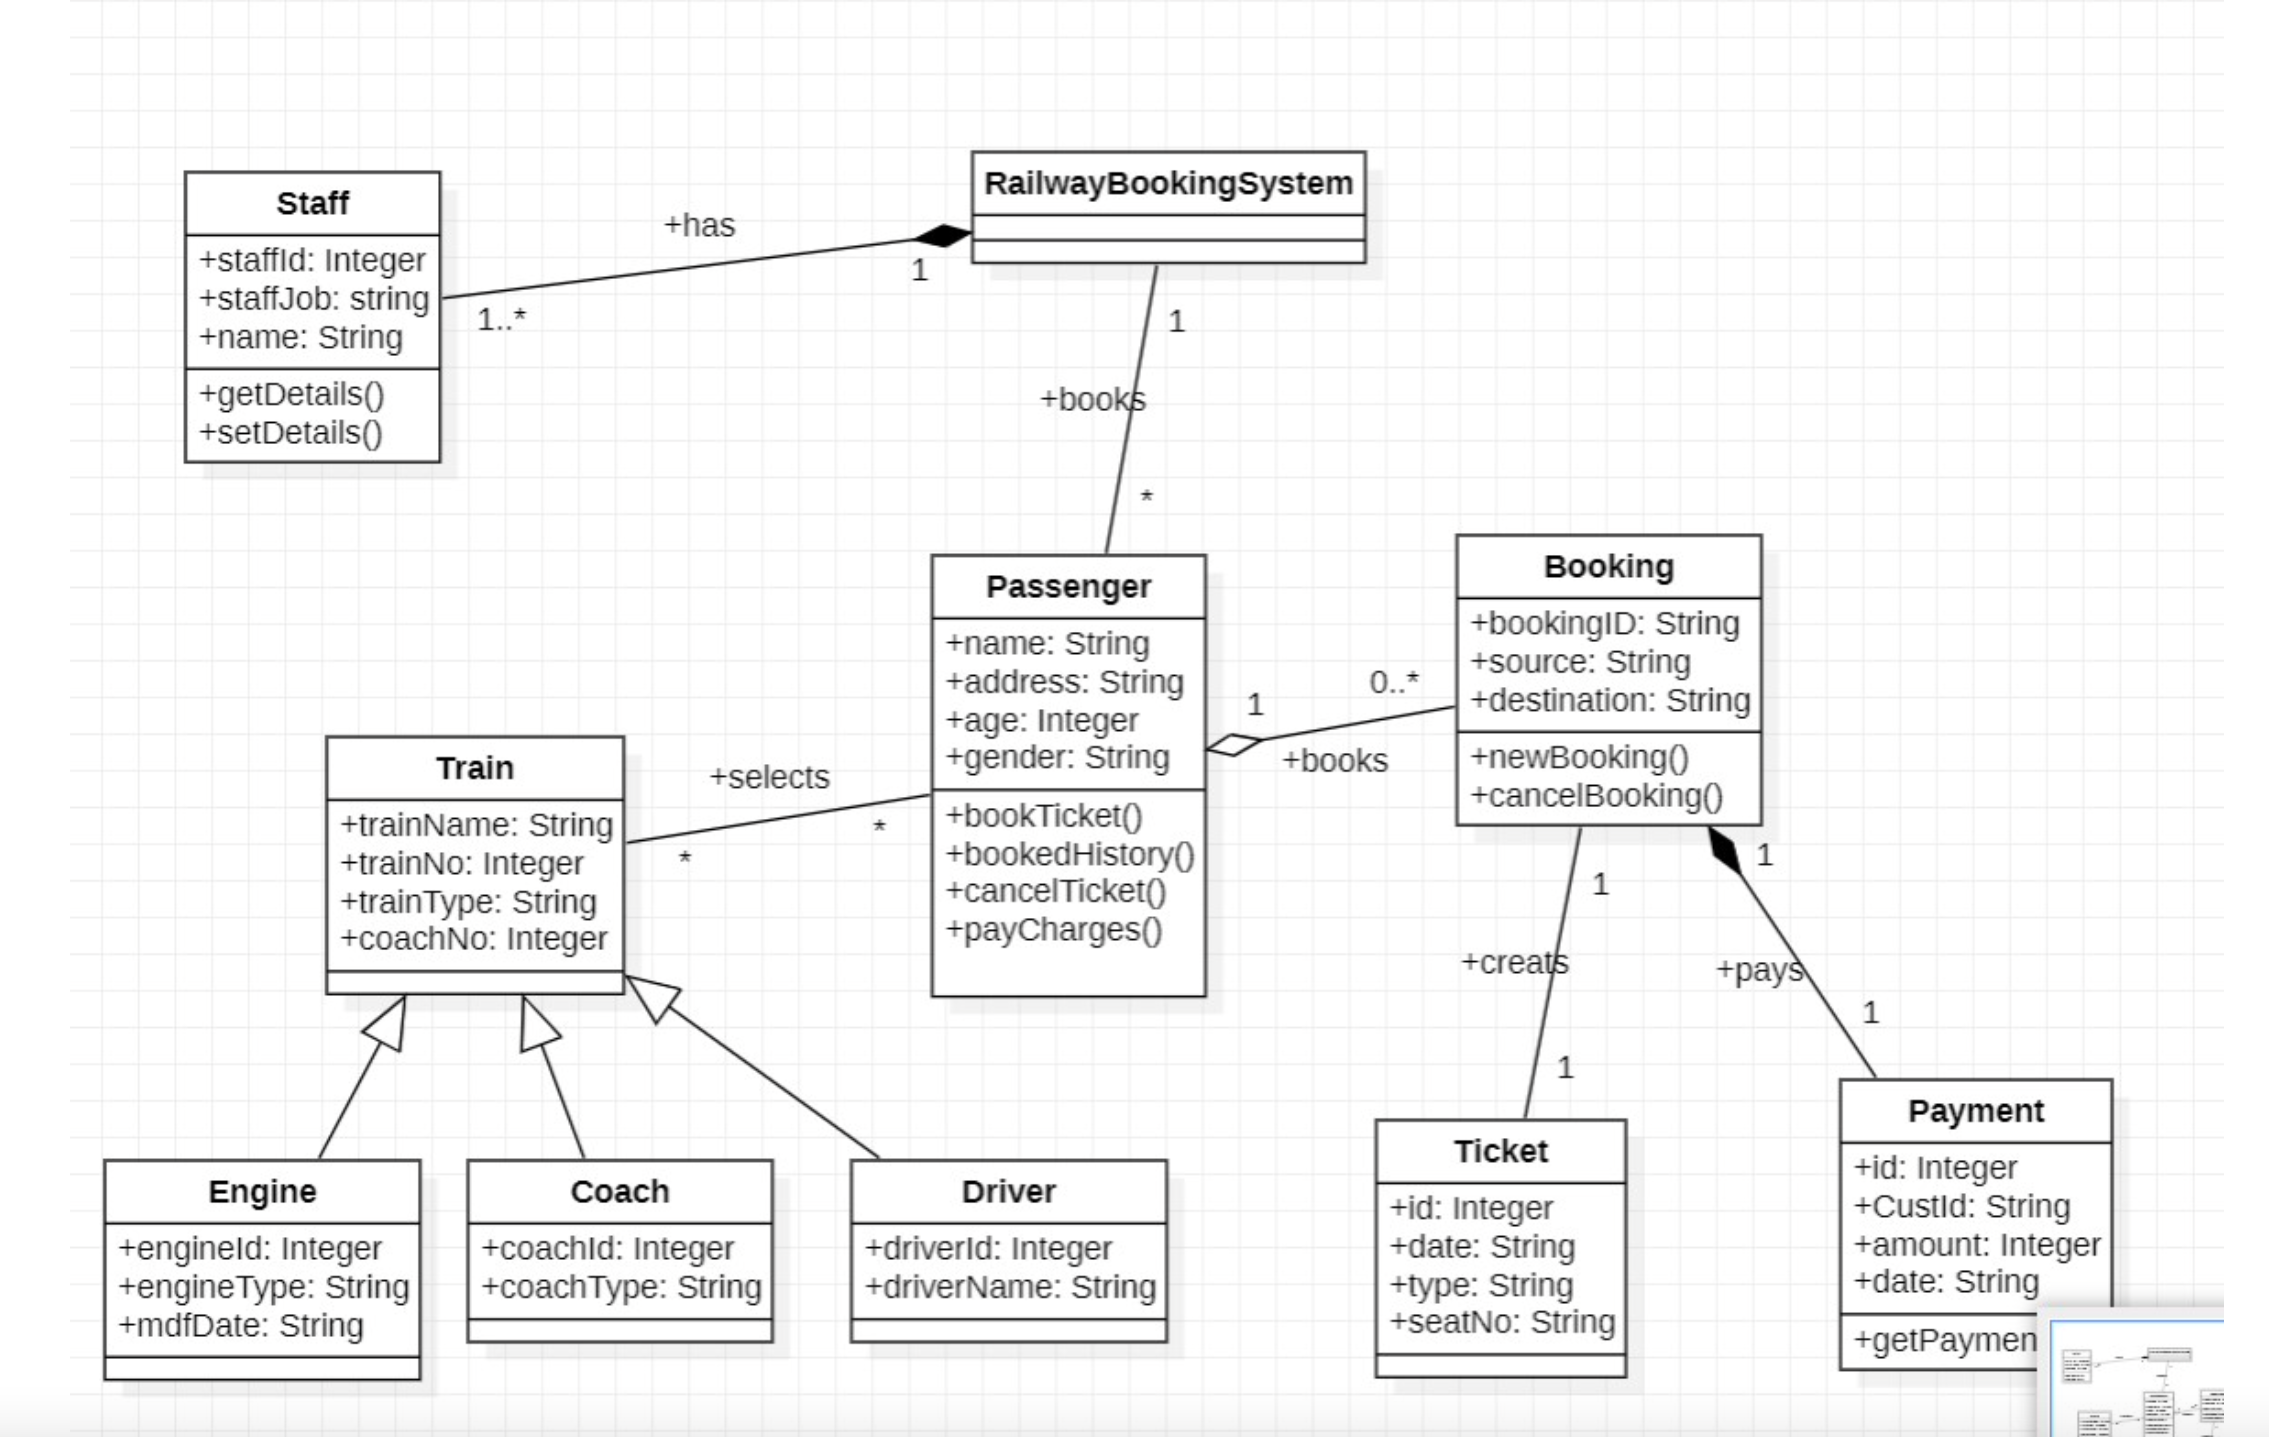 RailwayBookingSystem
Staff
+staffId: Integer
+staffJob: string
+name: String
+getDetails()
+setDetails()
+has
1
1..*
1
+books
*
Passenger
+name: String
+address: String
+age: Integer
+gender: String
+bookTicket()
+bookedHistory()
+cancelTicket()
+payCharges()
Booking
+bookingID: String
+source: String
+destination: String
+newBooking()
+cancelBooking()
1
0..*
+books
Train
+trainName: String
+trainNo: Integer
+trainType: String
+coachNo: Integer
+selects
*
*
1
+creats
1
1
+pays
1
Engine
+engineId: Integer
+engineType: String
+mdfDate: String
Coach
+coachId: Integer
+coachType: String
Driver
+driverId: Integer
+driverName: String
Ticket
+id: Integer
+date: String
+type: String
+seatNo: String
Payment
+id: Integer
+CustId: String
+amount: Integer
+date: String
+getPaymen